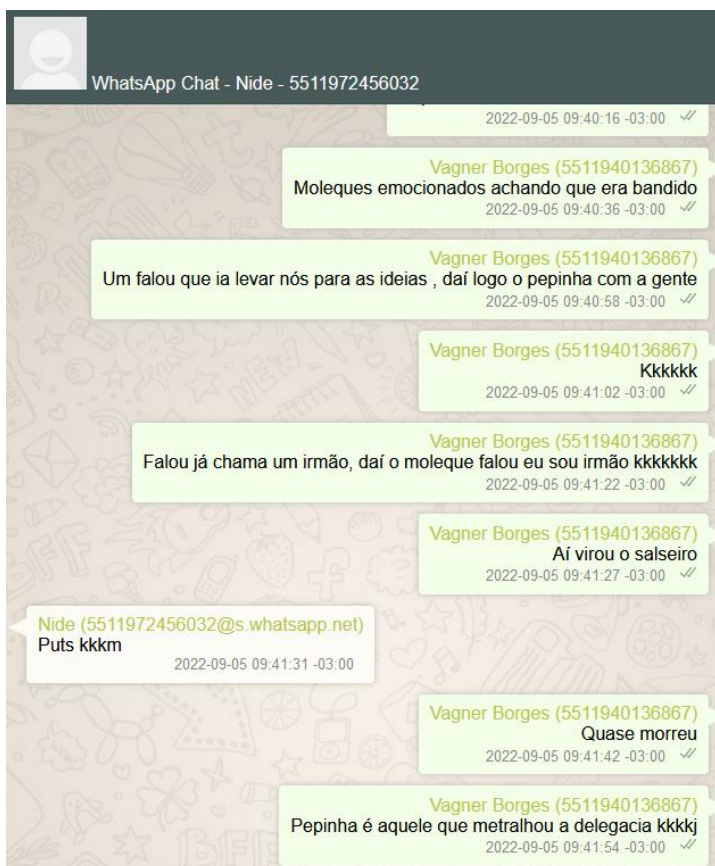 WhatsApp Chat - Nide - 5511972456032
2022-09-05 09:40:16 -03:00
Vagner Borges (5511940136867)
Moleques emocionados achando que era bandido
2022-09-05 09:40:36 -03:00
Vagner Borges (5511940136867)
Um falou que ia levar nós para as ideias , daí logo o pepinha com a gente
2022-09-05 09:40:58 -03:00
Vagner Borges (5511940136867)
Kkkkkk
2022-09-05 09:41:02 -03:00
Vagner Borges (5511940136867)
Falou já chama um irmão, daí o moleque falou eu sou irmão kkkkkkk
2022-09-05 09:41:22 -03:00
Vagner Borges (5511940136867)
Aí virou o salseiro
2022-09-05 09:41:27 -03:00
Nide (5511972456032@s.whatsapp.net)
Puts kkkm
2022-09-05 09:41:31 -03:00
Vagner Borges (5511940136867)
Quase morreu
2022-09-05 09:41:42 -03:00
Vagner Borges (5511940136867)
Pepinha é aquele que metralhou a delegacia kkkkj
2022-09-05 09:41:54 -03:00